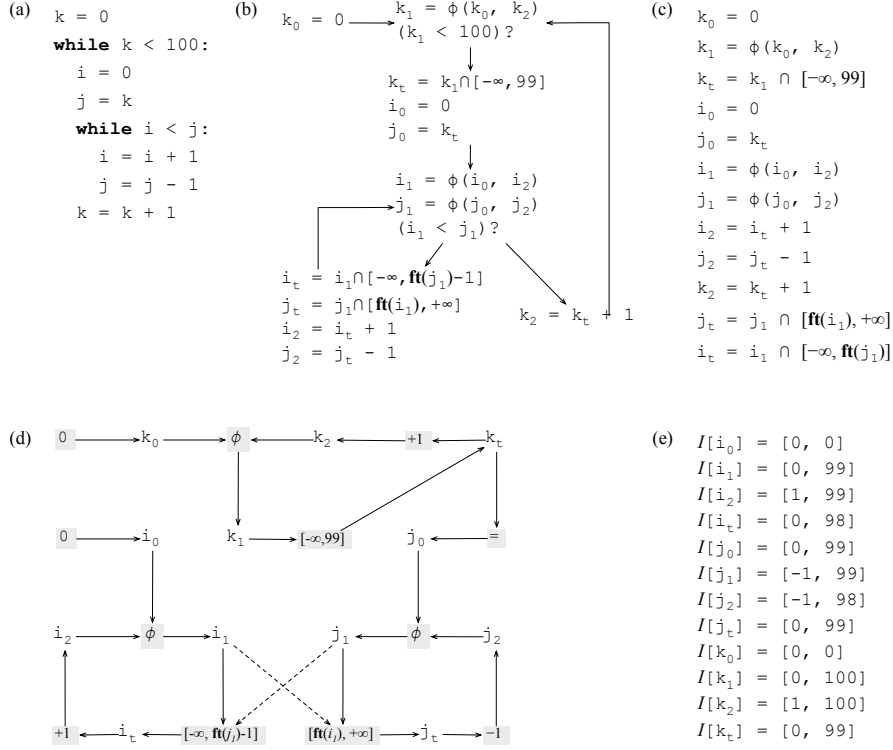 (a)
k = 0
while k < 100:
i = 0
j = k
while i < j:
i = i + 1
j = j - 1
k = k + 1
(b)
k0 = 0
k1 = ϕ(k0, k2)
(k1 < 100)?
kt = k1∩[-∞,99]
i0 = 0
j0 = kt
i1 = ϕ(i0, i2)
j1 = ϕ(j0, j2)
(i1 < j1)?
it = i1∩[-∞,ft(j1)-1]
jt = j1∩[ft(i1),+∞]
i2 = it + 1
j2 = jt - 1
k2 = kt + 1
(c)
k0 = 0
k1 = ϕ(k0, k2)
kt = k1 ∩ [−∞, 99]
i0 = 0
j0 = kt
i1 = ϕ(i0, i2)
j1 = ϕ(j0, j2)
i2 = it + 1
j2 = jt - 1
k2 = kt + 1
jt = j1 ∩ [ft(i1), +∞]
it = i1 ∩ [−∞, ft(j1)]
(d)
0 k0 ϕ k2 +1 kt
0 i0 k1 [-∞,99] j0 =
i2 ϕ i1 j1 ϕ j2
+1 it [-∞, ft(j1)-1] [ft(i1), +∞] jt −1
(e)
I[i0] = [0, 0]
I[i1] = [0, 99]
I[i2] = [1, 99]
I[it] = [0, 98]
I[j0] = [0, 99]
I[j1] = [-1, 99]
I[j2] = [-1, 98]
I[jt] = [0, 99]
I[k0] = [0, 0]
I[k1] = [0, 100]
I[k2] = [1, 100]
I[kt] = [0, 99]